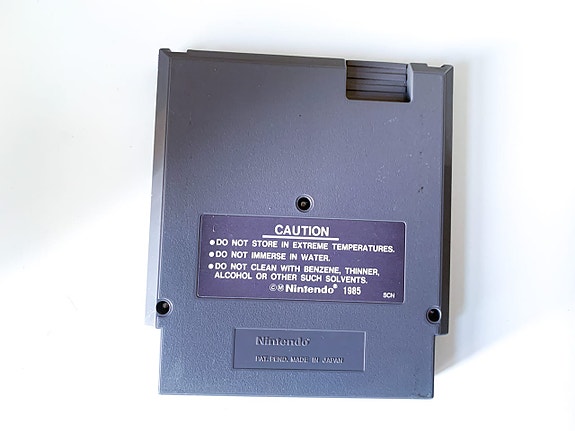 CAUTION
●DO NOT STORE IN EXTREME TEMPERATURES.
●DO NOT IMMERSE IN WATER.
●DO NOT CLEAN WITH BENZENE, THINNER,
ALCOHOL OR OTHER SUCH SOLVENTS.
©Ⓜ Nintendo® 1985
SCN
Nintendo®
PAT. PEND. MADE IN JAPAN